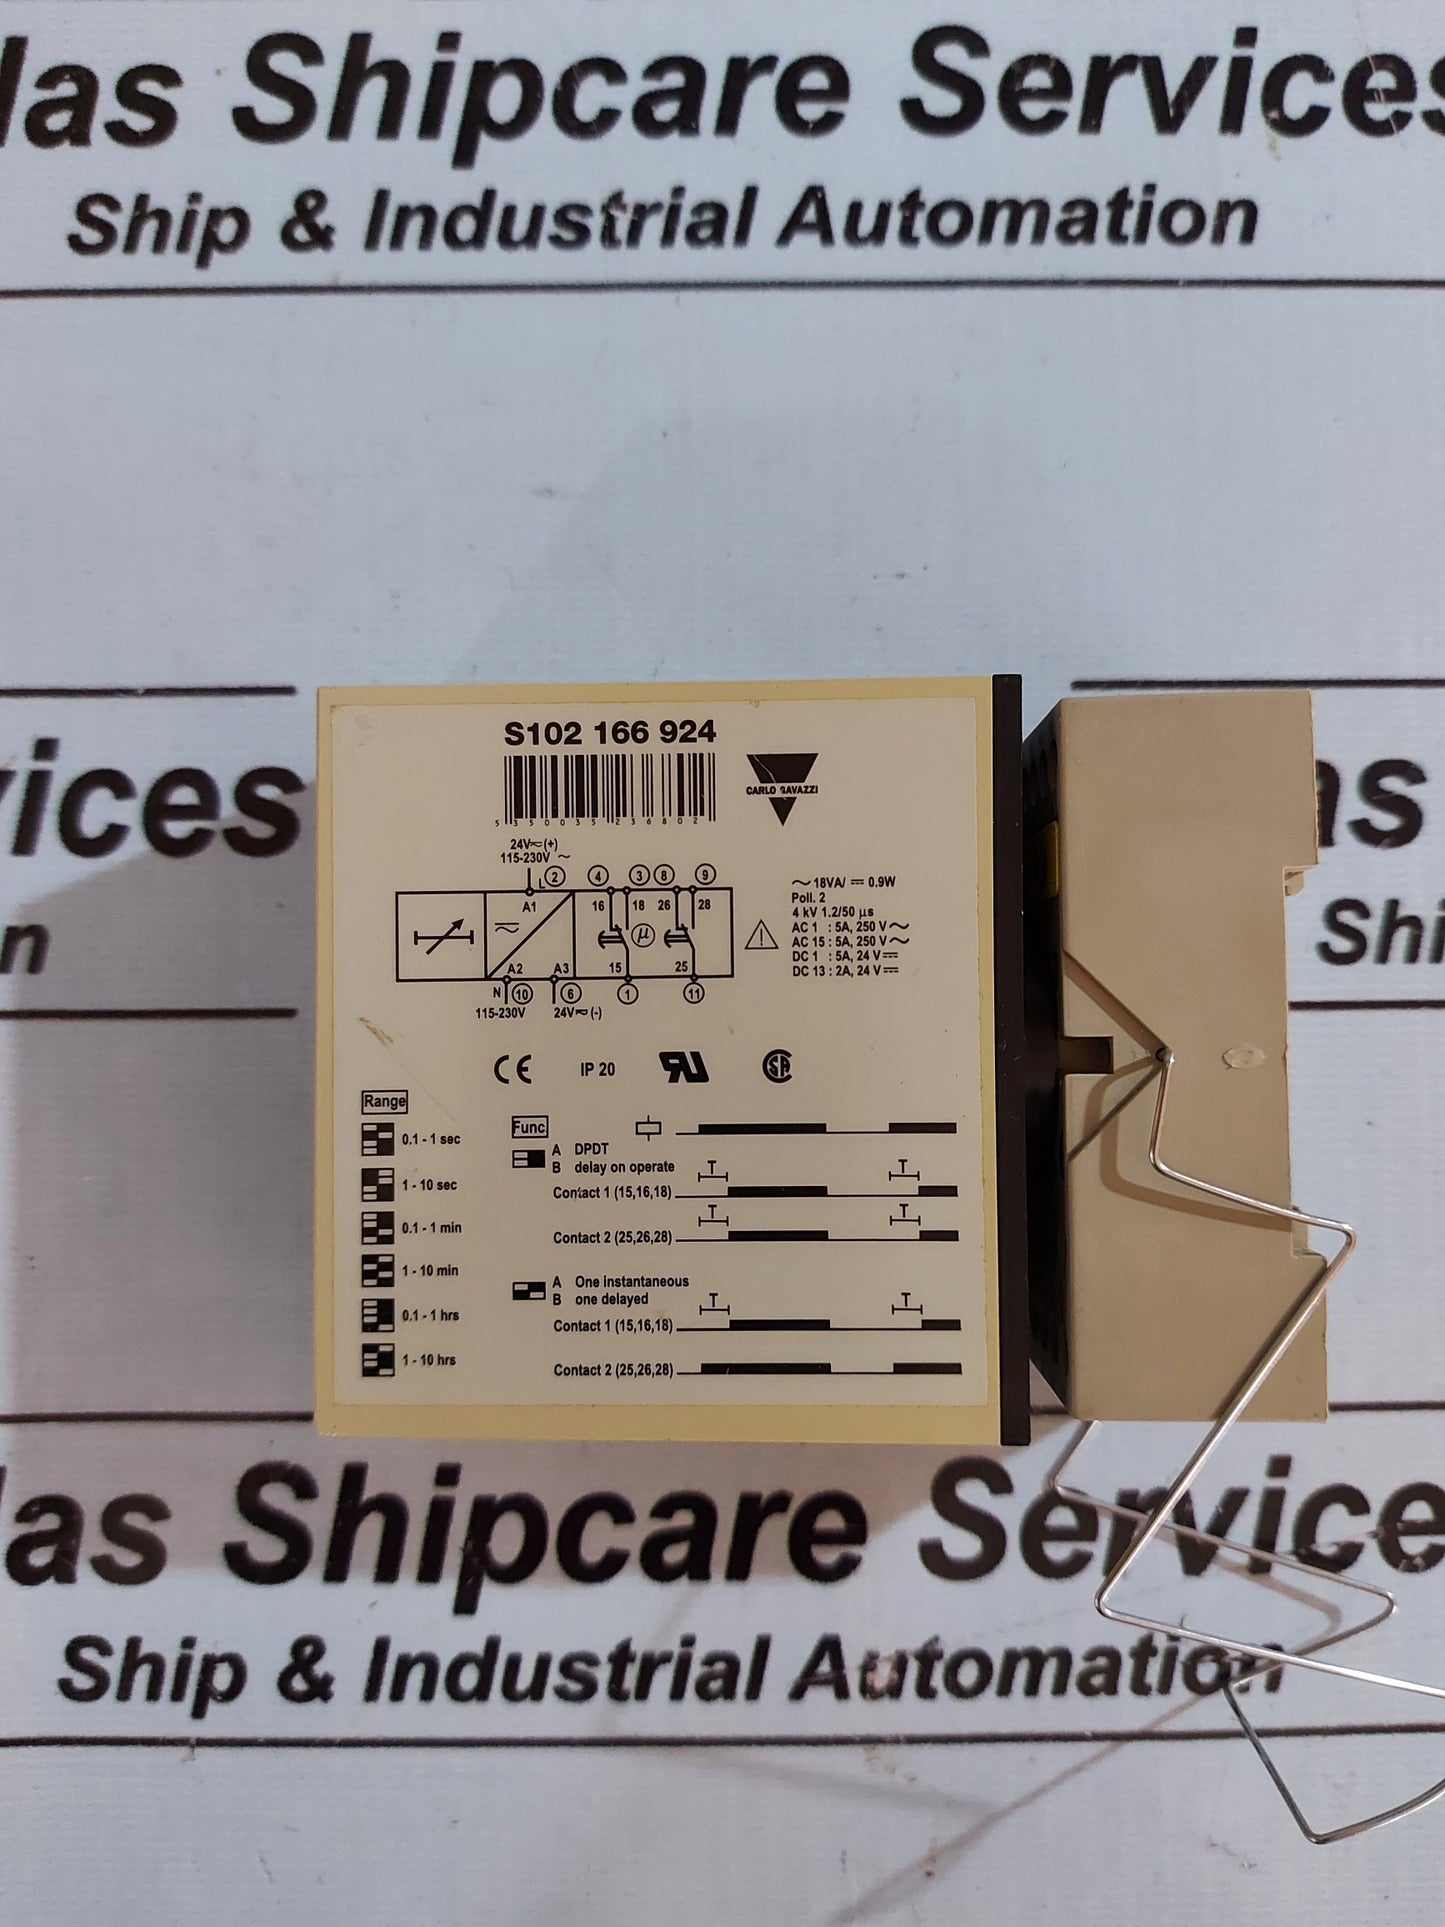 las Shipcare Services
Ship & Industrial Automation
vices
n
as
Shi
S102 166 924
CARLO GAVAZZI
5 350035 236802
24V≂(+)
115-230V ~
L ②
④ ③ ⑧ ⑨
A1
16 18 26 28
µ
A2 A3 15 25
N ⑩ ⑥ ① ⑪
115-230V 24V≂(-)
~18VA/⎓ 0.9W
Poll. 2
4 kV 1.2/50 µs
AC 1 : 5A, 250 V~
AC 15 : 5A, 250 V~
DC 1 : 5A, 24 V⎓
DC 13 : 2A, 24 V⎓
CE IP 20 RU SA
Range
0.1 - 1 sec
1 - 10 sec
0.1 - 1 min
1 - 10 min
0.1 - 1 hrs
1 - 10 hrs
Func
A DPDT
B delay on operate
T T
Contact 1 (15,16,18)
T T
Contact 2 (25,26,28)
A One instantaneous
B one delayed
T T
Contact 1 (15,16,18)
Contact 2 (25,26,28)
las Shipcare Service
Ship & Industrial Automation